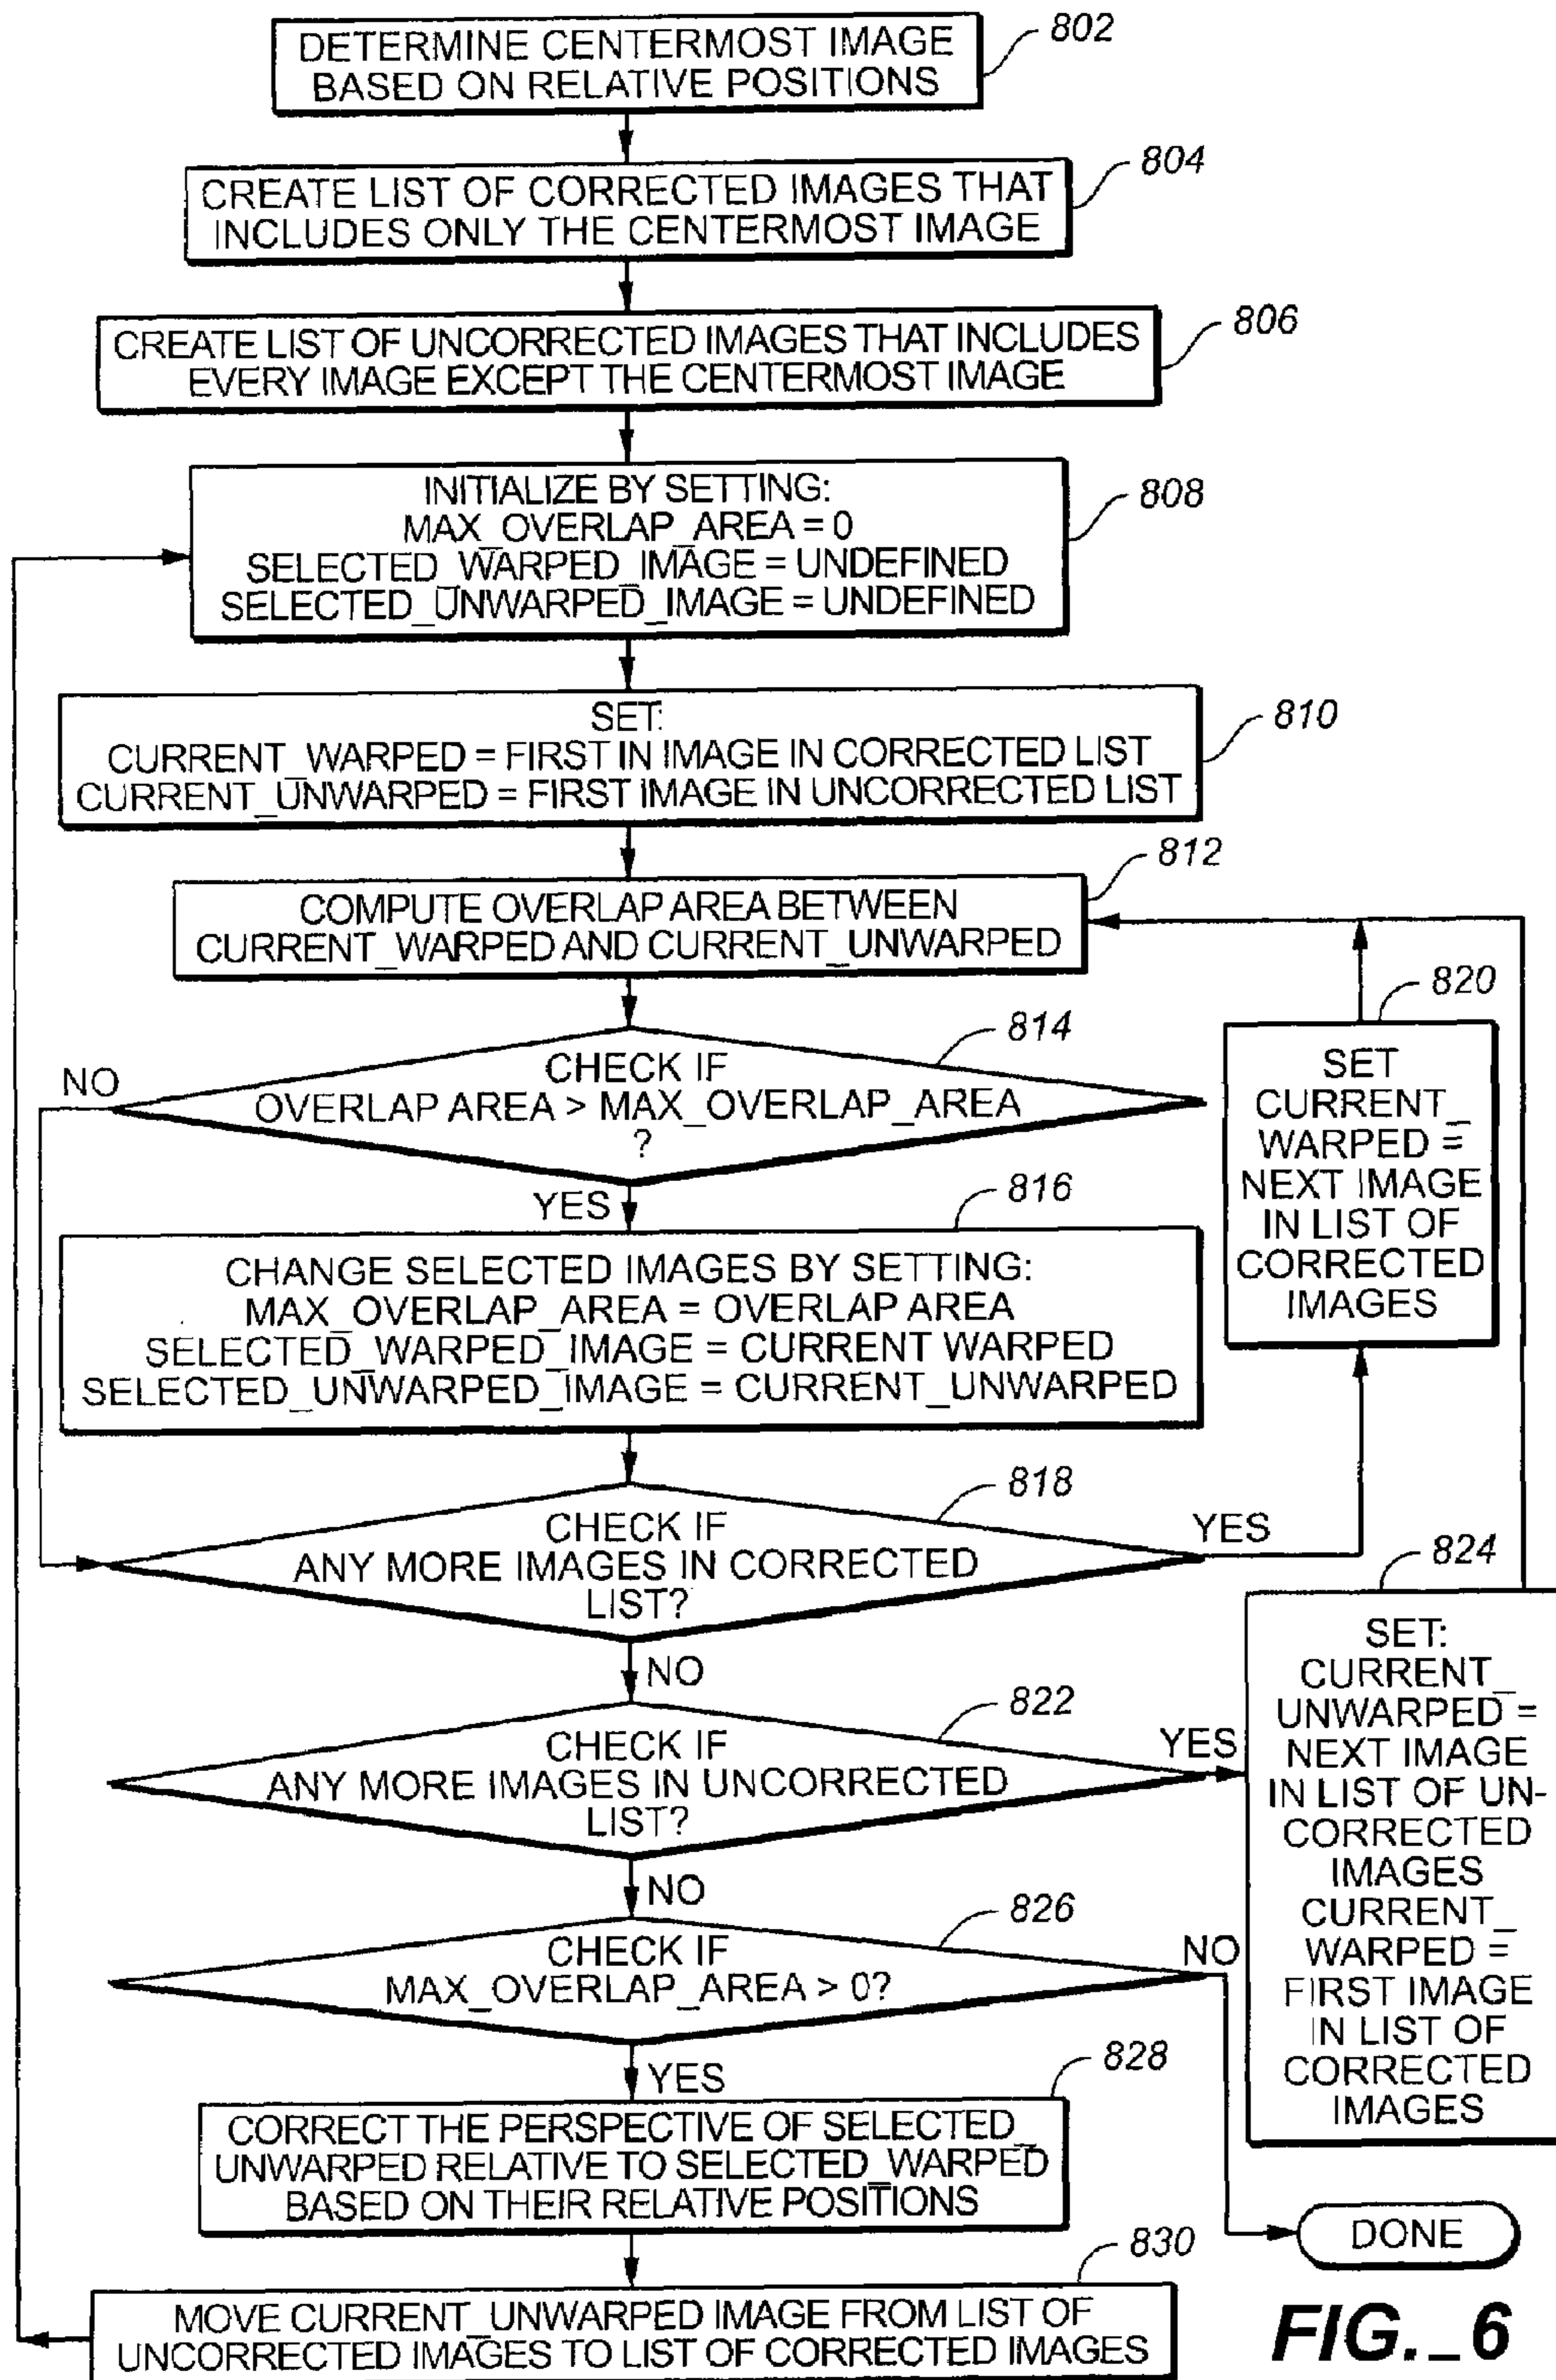 DETERMINE CENTERMOST IMAGE
BASED ON RELATIVE POSITIONS
802
CREATE LIST OF CORRECTED IMAGES THAT
INCLUDES ONLY THE CENTERMOST IMAGE
804
CREATE LIST OF UNCORRECTED IMAGES THAT INCLUDES
EVERY IMAGE EXCEPT THE CENTERMOST IMAGE
806
INITIALIZE BY SETTING:
MAX_OVERLAP_AREA = 0
SELECTED_WARPED_IMAGE = UNDEFINED
SELECTED_UNWARPED_IMAGE = UNDEFINED
808
SET:
CURRENT_WARPED = FIRST IN IMAGE IN CORRECTED LIST
CURRENT_UNWARPED = FIRST IMAGE IN UNCORRECTED LIST
810
COMPUTE OVERLAP AREA BETWEEN
CURRENT_WARPED AND CURRENT_UNWARPED
812
CHECK IF
OVERLAP AREA > MAX_OVERLAP_AREA
?
814
NO
YES
CHANGE SELECTED IMAGES BY SETTING:
MAX_OVERLAP_AREA = OVERLAP AREA
SELECTED_WARPED_IMAGE = CURRENT WARPED
SELECTED_UNWARPED_IMAGE = CURRENT_UNWARPED
816
CHECK IF
ANY MORE IMAGES IN CORRECTED
LIST?
818
YES
NO
SET
CURRENT_
WARPED =
NEXT IMAGE
IN LIST OF
CORRECTED
IMAGES
820
CHECK IF
ANY MORE IMAGES IN UNCORRECTED
LIST?
822
YES
NO
SET:
CURRENT_
UNWARPED =
NEXT IMAGE
IN LIST OF UN-
CORRECTED
IMAGES
CURRENT_
WARPED =
FIRST IMAGE
IN LIST OF
CORRECTED
IMAGES
824
CHECK IF
MAX_OVERLAP_AREA > 0?
826
NO
YES
CORRECT THE PERSPECTIVE OF SELECTED_
UNWARPED RELATIVE TO SELECTED_WARPED
BASED ON THEIR RELATIVE POSITIONS
828
DONE
MOVE CURRENT_UNWARPED IMAGE FROM LIST OF
UNCORRECTED IMAGES TO LIST OF CORRECTED IMAGES
830
FIG._6